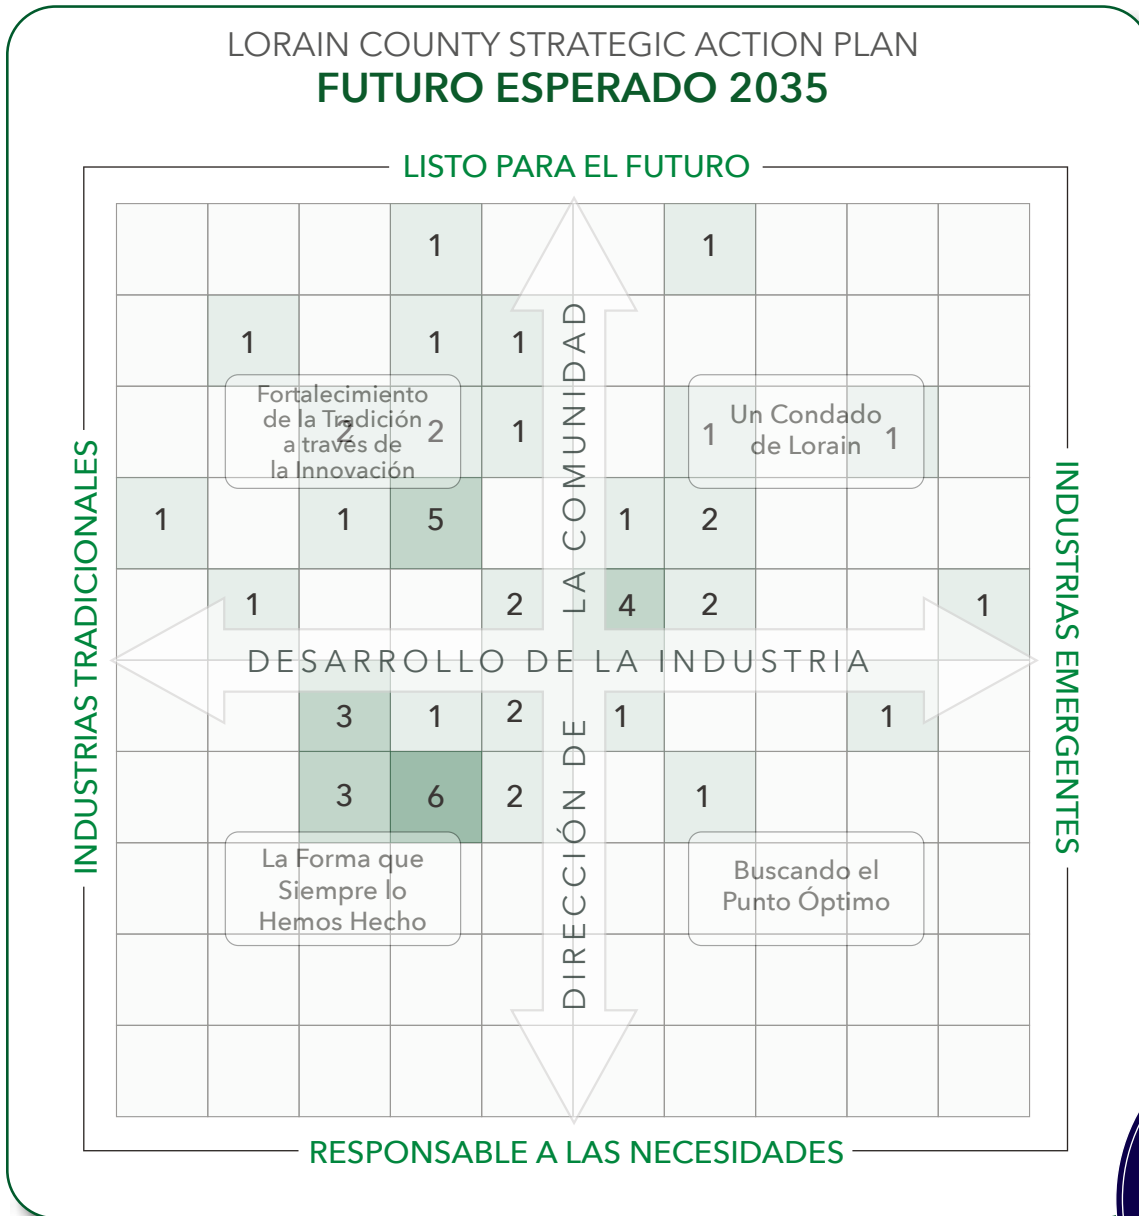 LORAIN COUNTY STRATEGIC ACTION PLAN
FUTURO ESPERADO 2035
LISTO PARA EL FUTURO
INDUSTRIAS TRADICIONALES
INDUSTRIAS EMERGENTES
1 1
1 1 1
Fortalecimiento
de la Tradición
a través de
la Innovación
2 2 1 1 1
Un Condado
de Lorain
1 1 5 1 2
1 2 4 2 1
DESARROLLO DE LA INDUSTRIA
DIRECCIÓN DE LA COMUNIDAD
3 1 2 1 1
3 6 2 1
La Forma que
Siempre lo
Hemos Hecho
Buscando el
Punto Óptimo
RESPONSABLE A LAS NECESIDADES